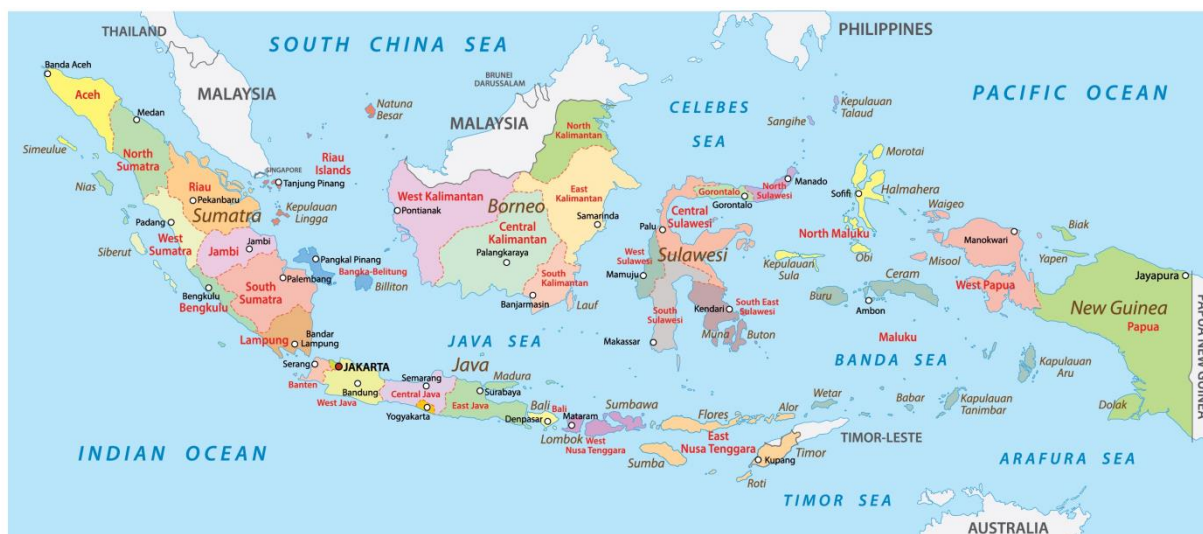 THAILAND
SOUTH CHINA SEA
PHILIPPINES
Banda Aceh
Aceh
Medan
MALAYSIA
BRUNEI
DARUSSALAM
MALAYSIA
Natuna
Besar
CELEBES
SEA
Kepulauan
Talaud
Sangihe
PACIFIC OCEAN
Simeulue
North
Sumatra
Nias
Riau
Pekanbaru
Sumatra
SINGAPORE
Tanjung Pinang
Riau
Islands
Kepulauan
Lingga
North
Kalimantan
West Kalimantan
Pontianak
Borneo
East
Kalimantan
Samarinda
Central
Kalimantan
Palangkaraya
South
Kalimantan
Banjarmasin
Lauf
Gorontalo
Gorontalo
North
Sulawesi
Manado
Palu
Central
Sulawesi
Sulawesi
West
Sulawesi
Mamuju
South
Sulawesi
Makassar
Kendari
South East
Sulawesi
Muna
Buton
Morotai
Sofifi
Halmahera
North Maluku
Obi
Kepulauan
Sula
Waigeo
Misool
Manokwari
West Papua
Biak
Yapen
Jayapura
New Guinea
Papua
PAPUA NEW GUINEA
Buru
Ceram
Ambon
Maluku
BANDA SEA
Kapulauan
Aru
Kapulauan
Tanimbar
Dolak
Babar
Wetar
Padang
West
Sumatra
Siberut
Jambi
Jambi
Pangkal Pinang
Bangka-Belitung
Billiton
Palembang
South
Sumatra
Bengkulu
Bengkulu
Lampung
Bandar
Lampung
JAVA SEA
Serang
Banten
JAKARTA
Bandung
West Java
Java
Semarang
Central Java
Yogyakarta
Madura
Surabaya
East Java
Bali
Bali
Denpasar
Mataram
Lombok
Sumbawa
West
Nusa Tenggara
Flores
Sumba
East
Nusa Tenggara
Alor
Timor
Kupang
Roti
TIMOR-LESTE
INDIAN OCEAN
TIMOR SEA
ARAFURA SEA
AUSTRALIA